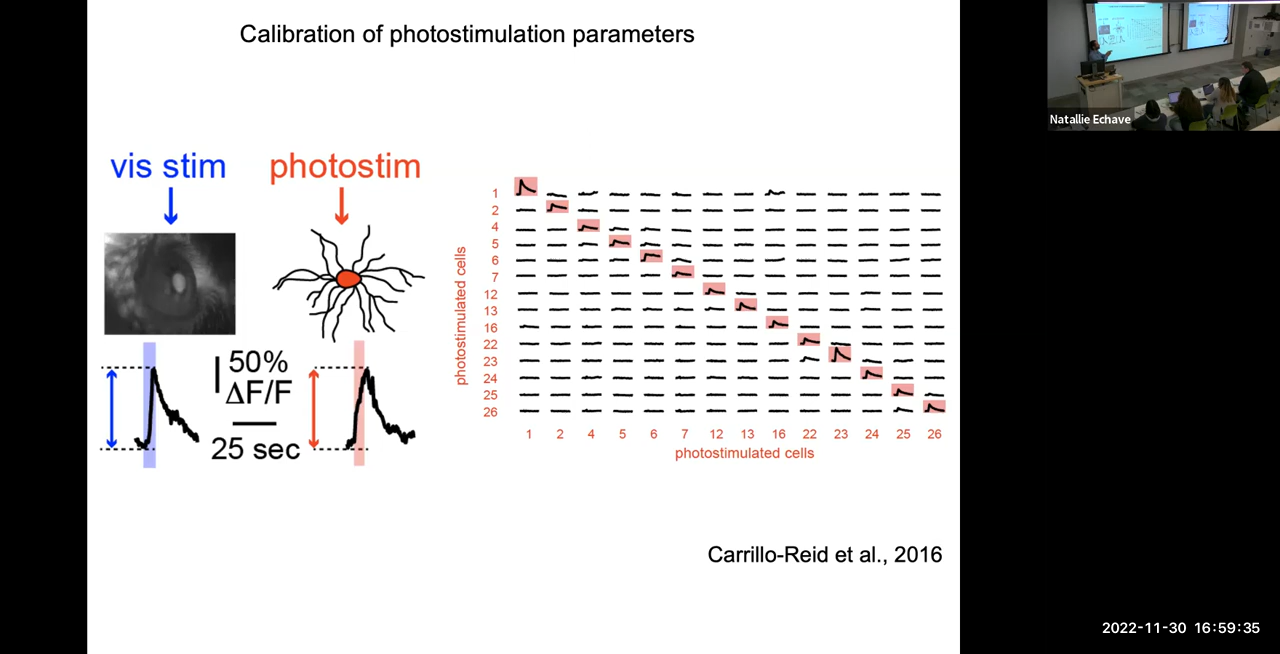 Calibration of photostimulation parameters
vis stim
photostim
50%
ΔF/F
25 sec
photostimulated cells
1
2
4
5
6
7
12
13
16
22
23
24
25
26
1 2 4 5 6 7 12 13 16 22 23 24 25 26
photostimulated cells
Carrillo-Reid et al., 2016
Natallie Echave
2022-11-30 16:59:35